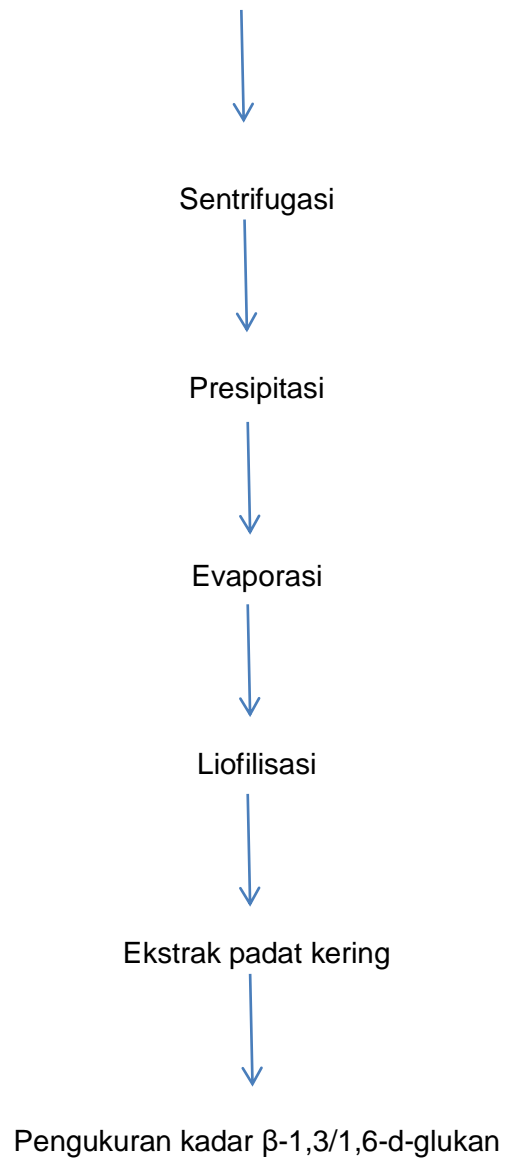 Sentrifugasi
Presipitasi
Evaporasi
Liofilisasi
Ekstrak padat kering
Pengukuran kadar β-1,3/1,6-d-glukan